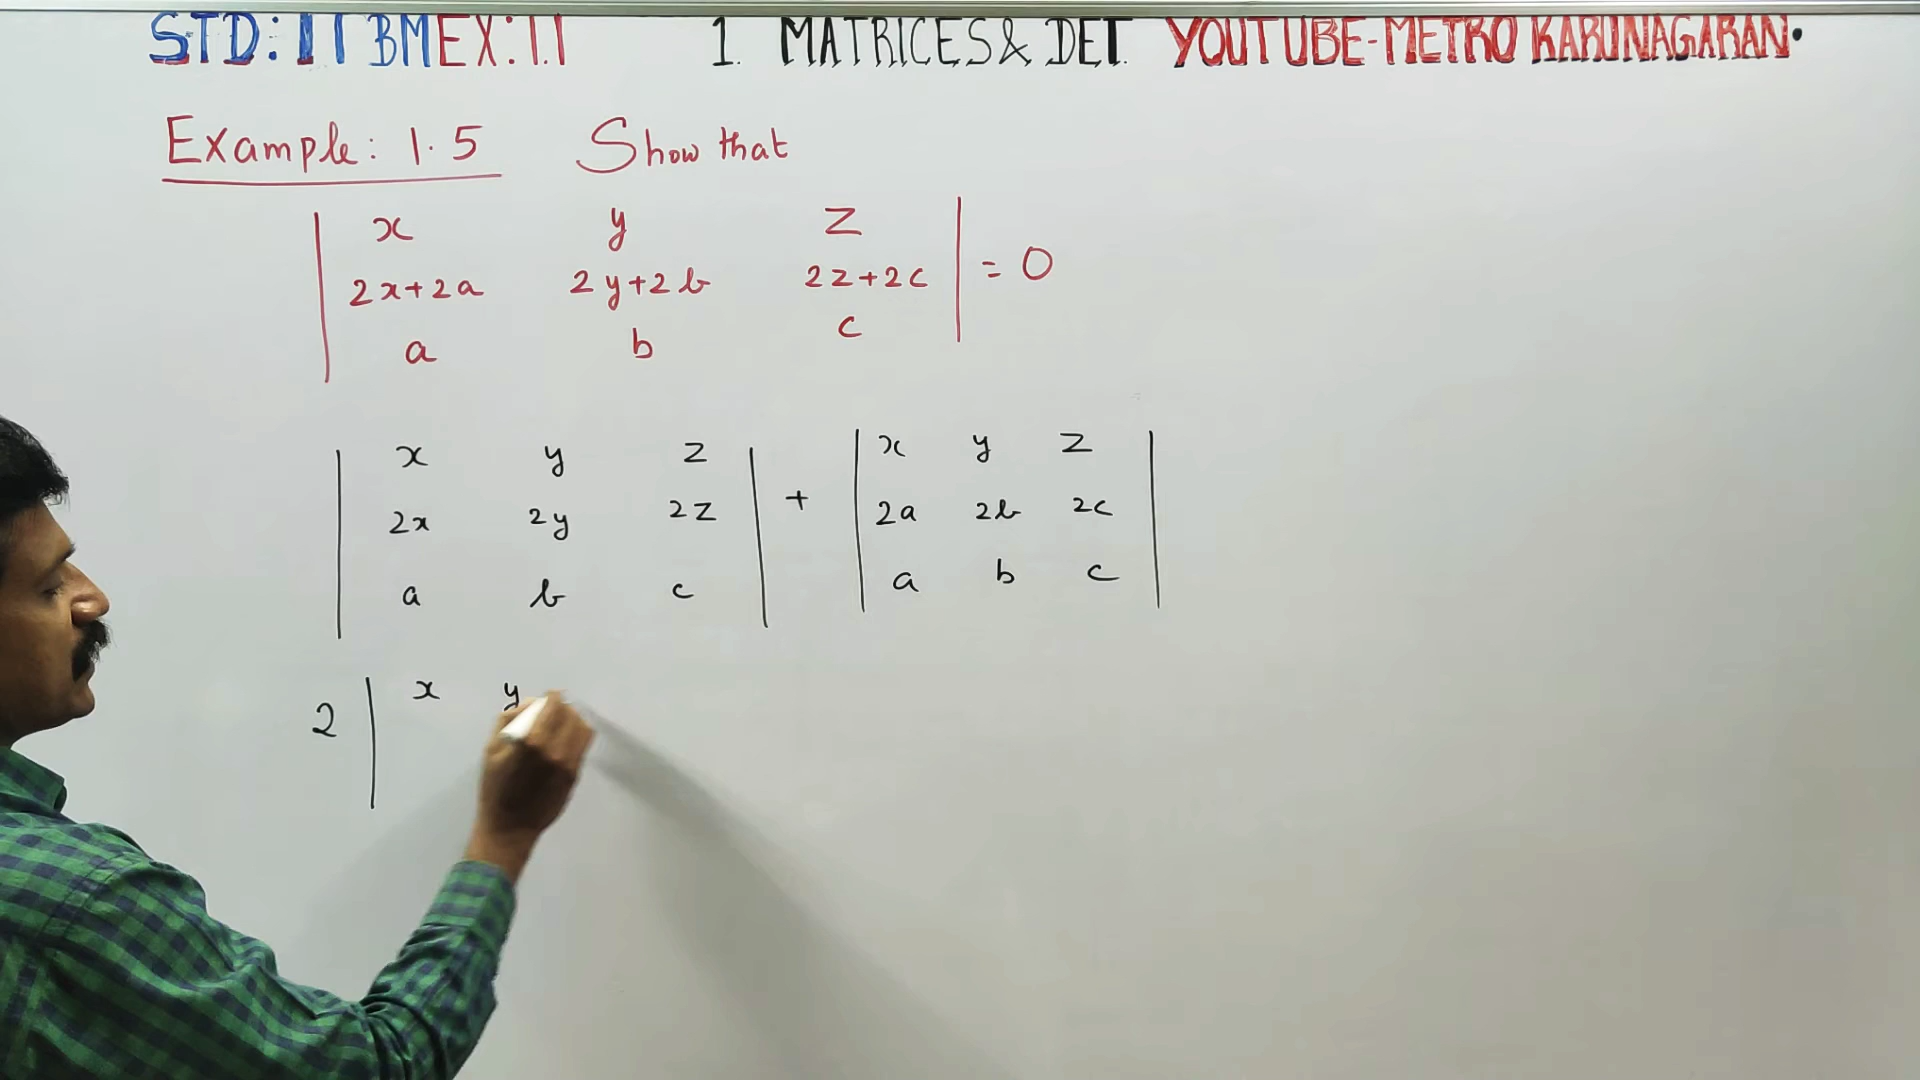 STD: 11 BM EX: 1.1 1. MATRICES & DET. YOUTUBE-METRO KARUNAGARAN.
Example: 1.5 Show that
| x y z |
| 2x+2a 2y+2b 2z+2c | = 0
| a b c |
| x y z | + | x y z |
| 2x 2y 2z | | 2a 2b 2c |
| a b c | | a b c |
2 | x y